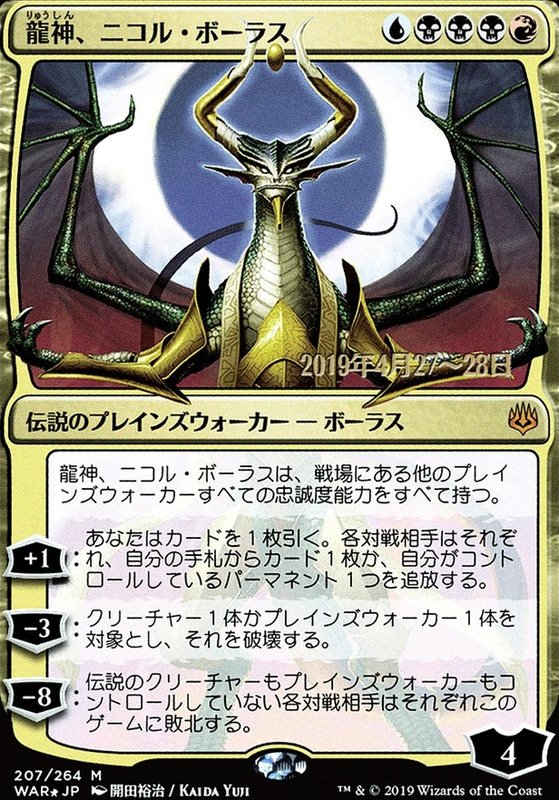 りゅうしん
龍神、ニコル・ボーラス
2019年4月27~28日
伝説のプレインズウォーカー — ボーラス
龍神、ニコル・ボーラスは、戦場にある他のプレイ
ンズウォーカーすべての忠誠度能力をすべて持つ。
+1:あなたはカードを1枚引く。各対戦相手はそれぞ
れ、自分の手札からカード1枚か、自分がコント
ロールしているパーマネント1つを追放する。
-3:クリーチャー1体かプレインズウォーカー1体を
対象とし、それを破壊する。
-8:伝説のクリーチャーもプレインズウォーカーもコ
ントロールしていない各対戦相手はそれぞれこの
ゲームに敗北する。
4
207/264 M
WAR★JP 開田裕治/KAIDA YUJI
™ & © 2019 Wizards of the Coast